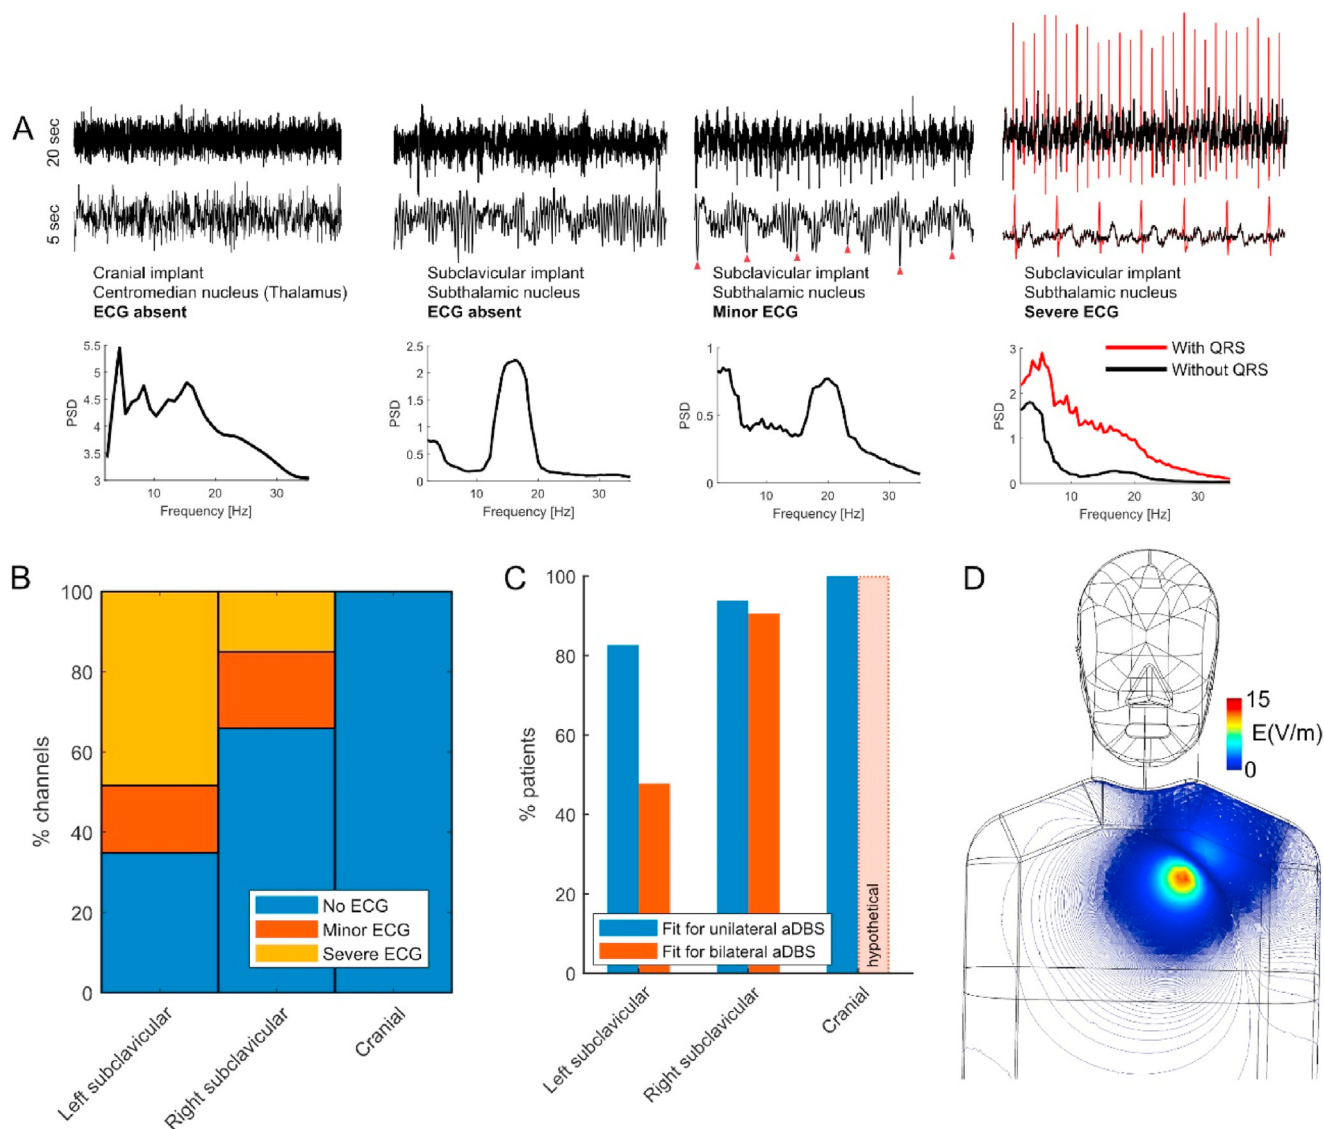 A
20 sec
5 sec
Cranial implant
Centromedian nucleus (Thalamus)
ECG absent
Subclavicular implant
Subthalamic nucleus
ECG absent
Subclavicular implant
Subthalamic nucleus
Minor ECG
Subclavicular implant
Subthalamic nucleus
Severe ECG
5.5
5
4.5
4
3.5
3
PSD
10
20
30
Frequency [Hz]
2.5
2
1.5
1
0.5
0
PSD
10
20
30
Frequency [Hz]
1
0.5
0
PSD
10
20
30
Frequency [Hz]
3
2
1
0
PSD
10
20
30
Frequency [Hz]
With QRS
Without QRS
B
100
80
60
40
20
0
% channels
No ECG
Minor ECG
Severe ECG
Left subclavicular
Right subclavicular
Cranial
C
100
80
60
40
20
0
% patients
Fit for unilateral aDBS
Fit for bilateral aDBS
hypothetical
Left subclavicular
Right subclavicular
Cranial
D
15
E(V/m)
0